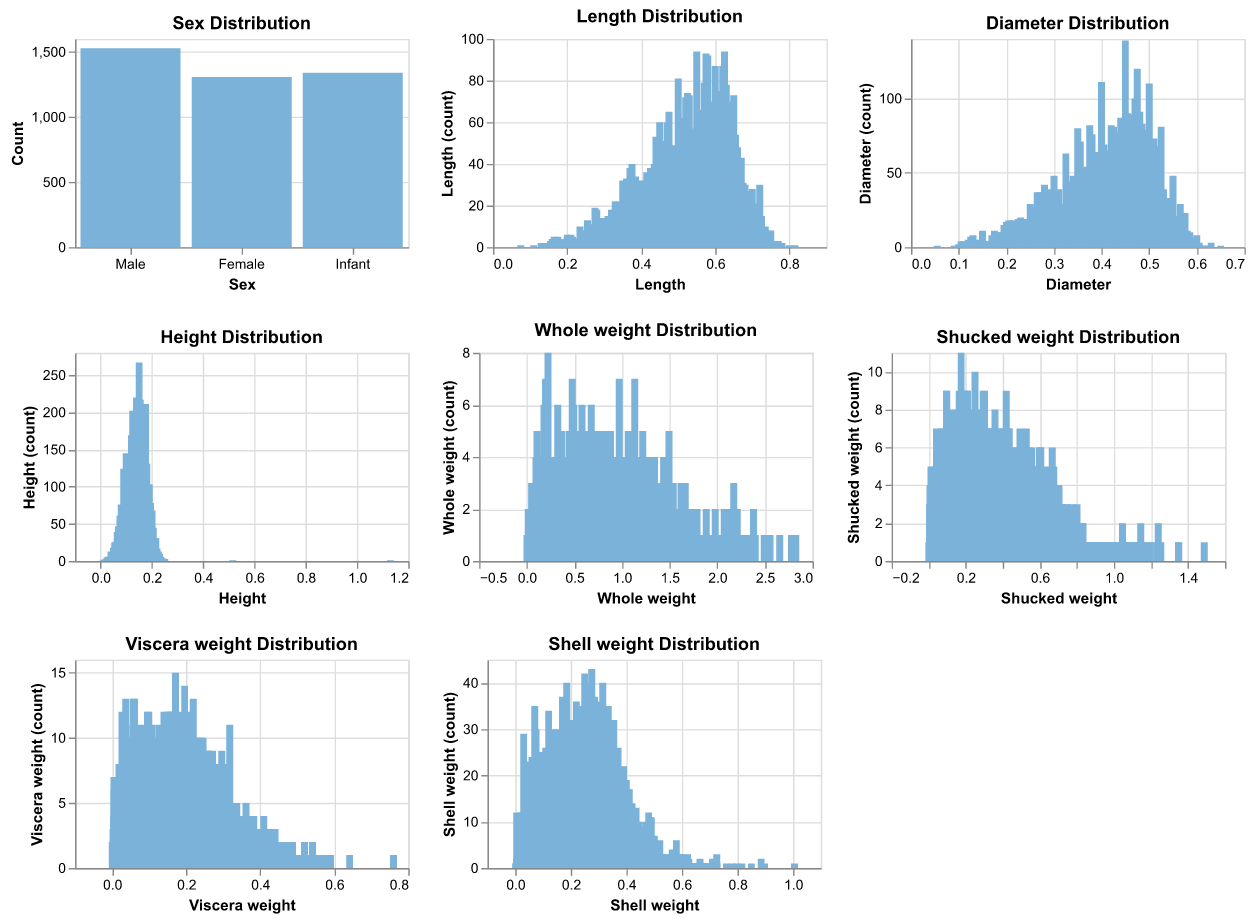 Sex Distribution
1,500
1,000
500
0
Count
Male Female Infant
Sex
Length Distribution
100
80
60
40
20
0
Length (count)
0.0 0.2 0.4 0.6 0.8
Length
Diameter Distribution
100
50
0
Diameter (count)
0.0 0.1 0.2 0.3 0.4 0.5 0.6 0.7
Diameter
Height Distribution
250
200
150
100
50
0
Height (count)
0.0 0.2 0.4 0.6 0.8 1.0 1.2
Height
Whole weight Distribution
8
6
4
2
0
Whole weight (count)
−0.5 0.0 0.5 1.0 1.5 2.0 2.5 3.0
Whole weight
Shucked weight Distribution
10
8
6
4
2
0
Shucked weight (count)
−0.2 0.2 0.6 1.0 1.4
Shucked weight
Viscera weight Distribution
15
10
5
0
Viscera weight (count)
0.0 0.2 0.4 0.6 0.8
Viscera weight
Shell weight Distribution
40
30
20
10
0
Shell weight (count)
0.0 0.2 0.4 0.6 0.8 1.0
Shell weight